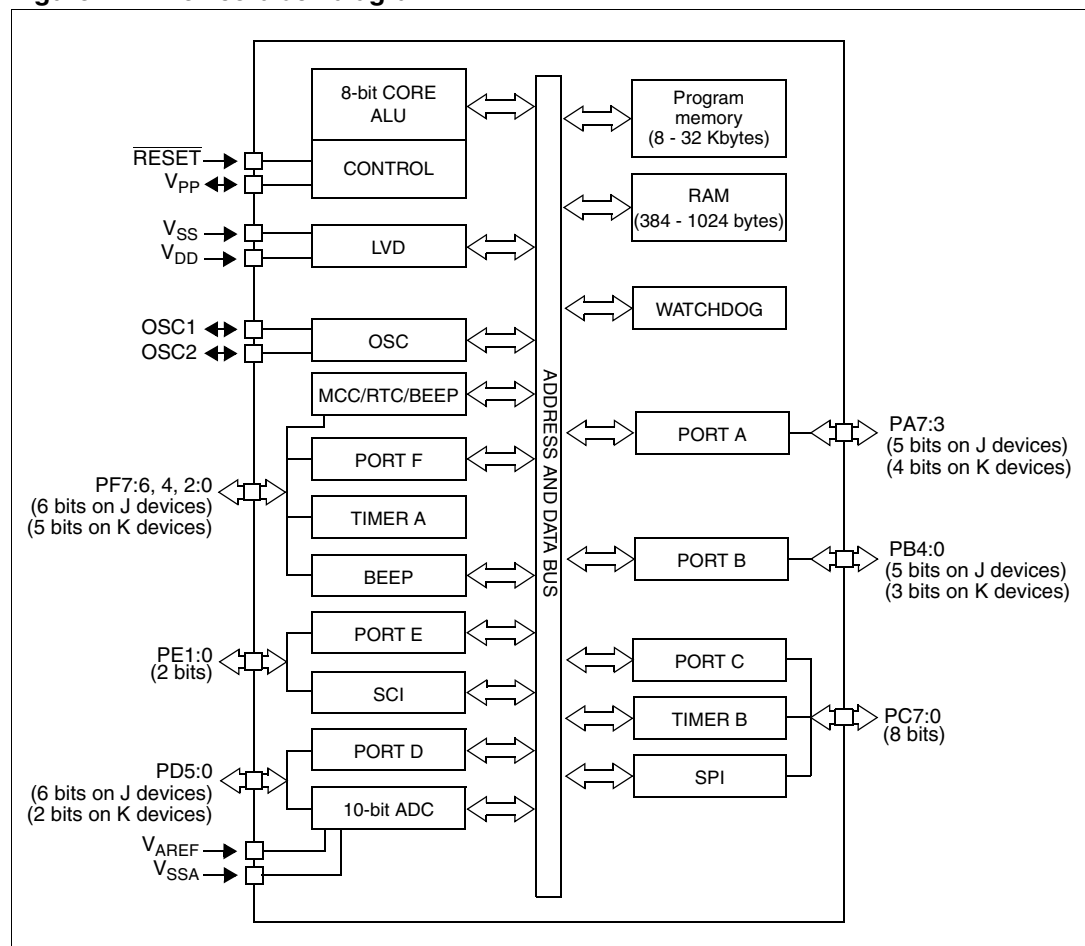 8-bit CORE
ALU
CONTROL
RESET
VPP
VSS
VDD
LVD
OSC1
OSC2
OSC
MCC/RTC/BEEP
PORT F
TIMER A
BEEP
PF7:6, 4, 2:0
(6 bits on J devices)
(5 bits on K devices)
PORT E
SCI
PE1:0
(2 bits)
PORT D
10-bit ADC
PD5:0
(6 bits on J devices)
(2 bits on K devices)
VAREF
VSSA
ADDRESS AND DATA BUS
Program
memory
(8 - 32 Kbytes)
RAM
(384 - 1024 bytes)
WATCHDOG
PORT A
PA7:3
(5 bits on J devices)
(4 bits on K devices)
PORT B
PB4:0
(5 bits on J devices)
(3 bits on K devices)
PORT C
TIMER B
SPI
PC7:0
(8 bits)